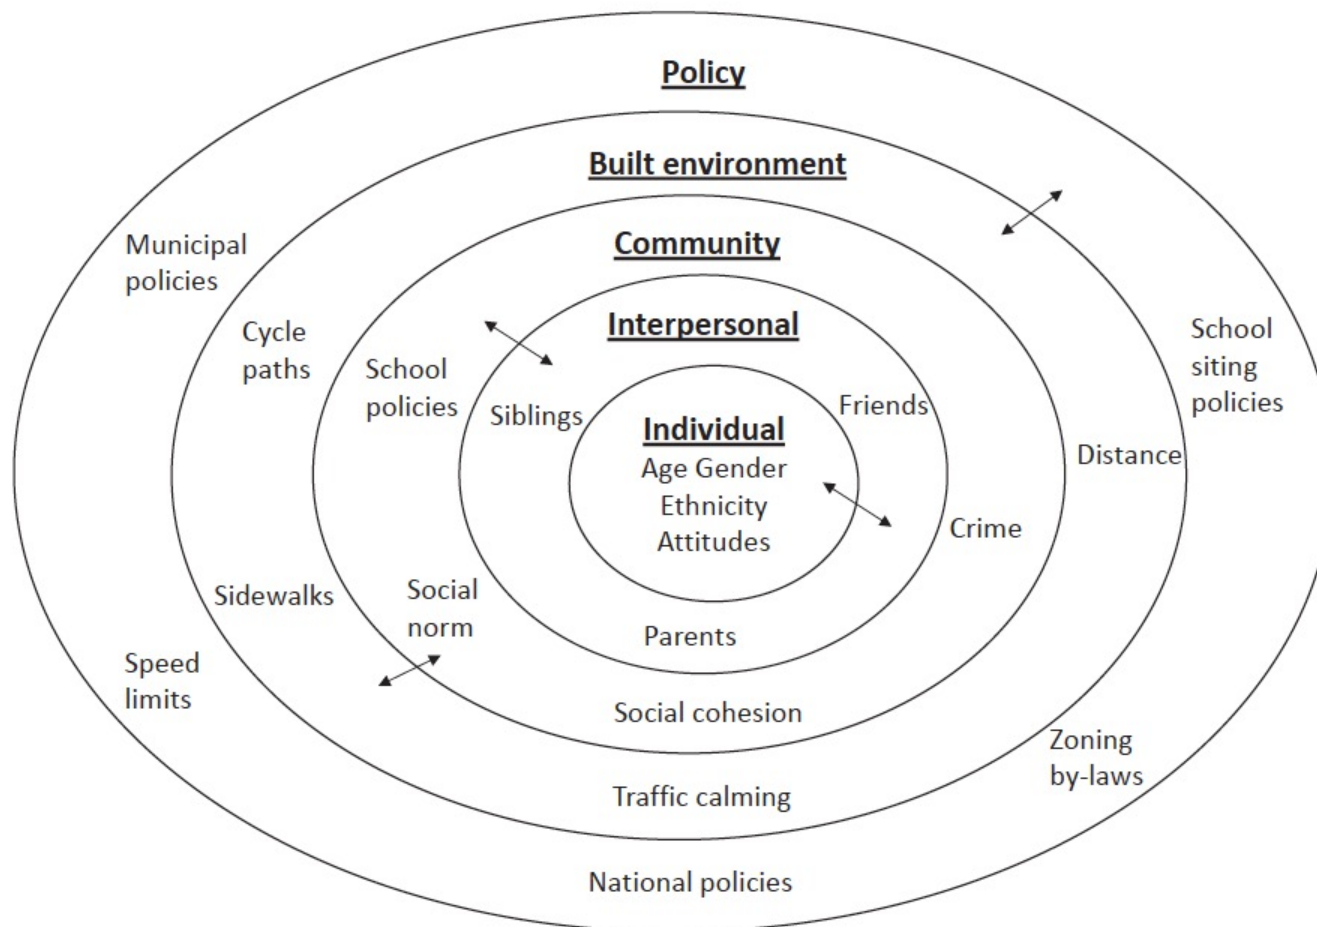 Policy
Built environment
Community
Interpersonal
Individual
Age Gender
Ethnicity
Attitudes
Siblings
Friends
Parents
School
policies
Crime
Social
norm
Social cohesion
Cycle
paths
Distance
Sidewalks
Traffic calming
Municipal
policies
School
siting
policies
Speed
limits
Zoning
by-laws
National policies